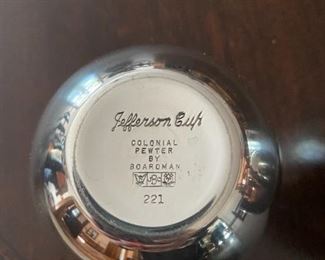 Jefferson Cup
COLONIAL
PEWTER
BY
BOARDMAN
221